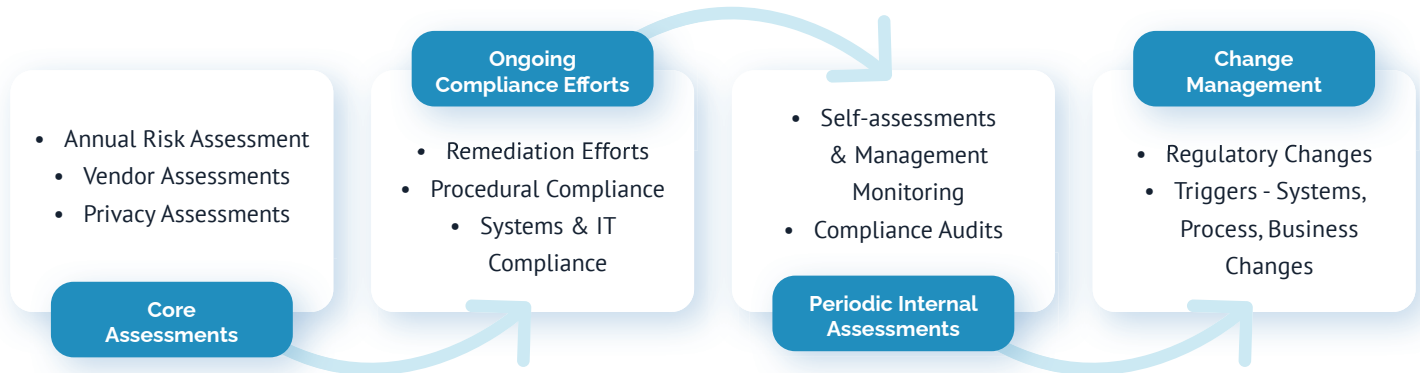 • Annual Risk Assessment
• Vendor Assessments
• Privacy Assessments
Core
Assessments
Ongoing
Compliance Efforts
• Remediation Efforts
• Procedural Compliance
• Systems & IT
Compliance
• Self-assessments
& Management
Monitoring
• Compliance Audits
Periodic Internal
Assessments
Change
Management
• Regulatory Changes
• Triggers - Systems,
Process, Business
Changes